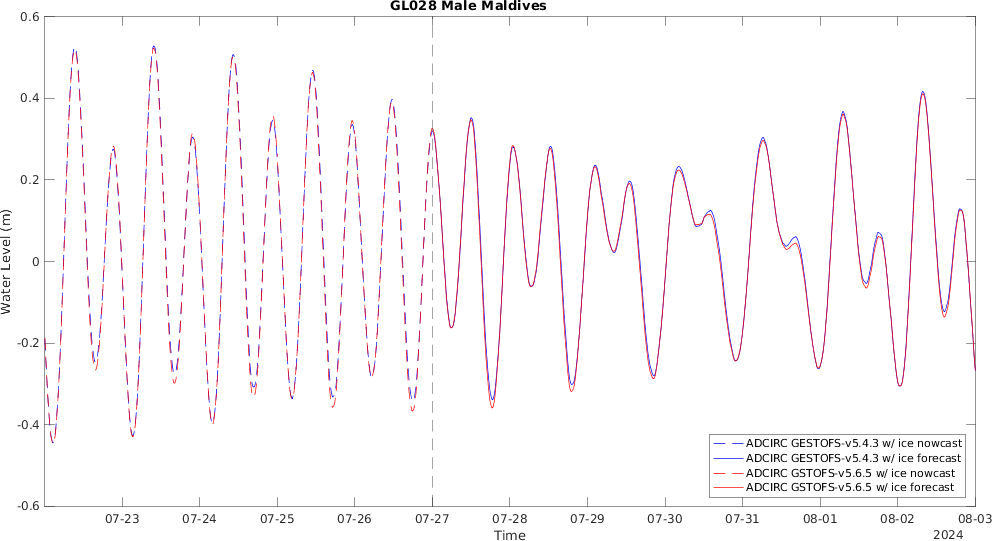 GL028 Male Maldives
0.6
0.4
0.2
0
-0.2
-0.4
-0.6
Water Level (m)
07-23 07-24 07-25 07-26 07-27 07-28 07-29 07-30 07-31 08-01 08-02 08-03
Time
2024
ADCIRC GESTOFS-v5.4.3 w/ ice nowcast
ADCIRC GESTOFS-v5.4.3 w/ ice forecast
ADCIRC GSTOFS-v5.6.5 w/ ice nowcast
ADCIRC GSTOFS-v5.6.5 w/ ice forecast